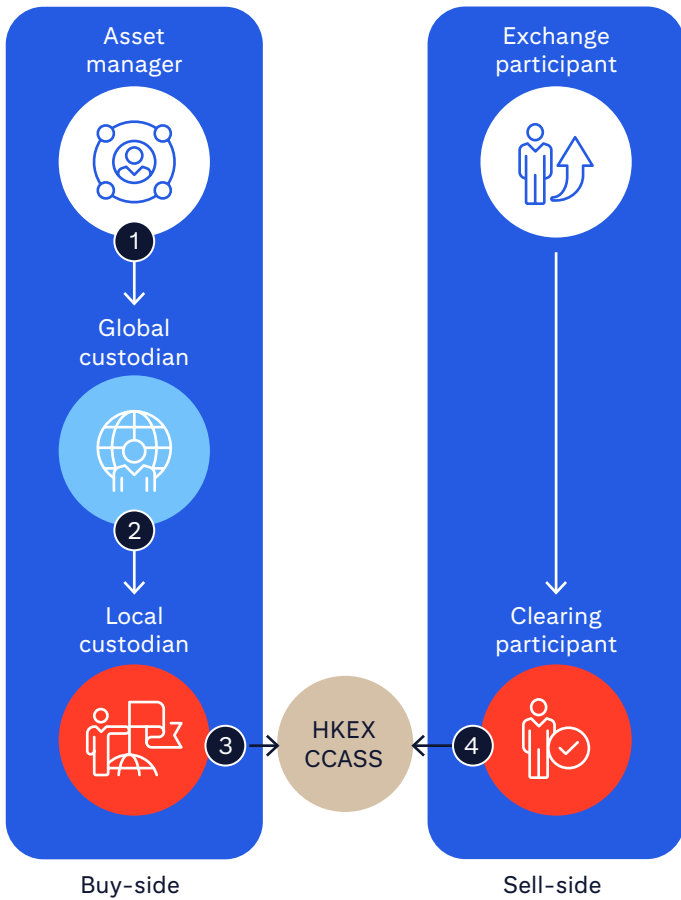 Asset
manager
1
Global
custodian
2
Local
custodian
3
Buy-side
HKEX
CCASS
Exchange
participant
Clearing
participant
4
Sell-side